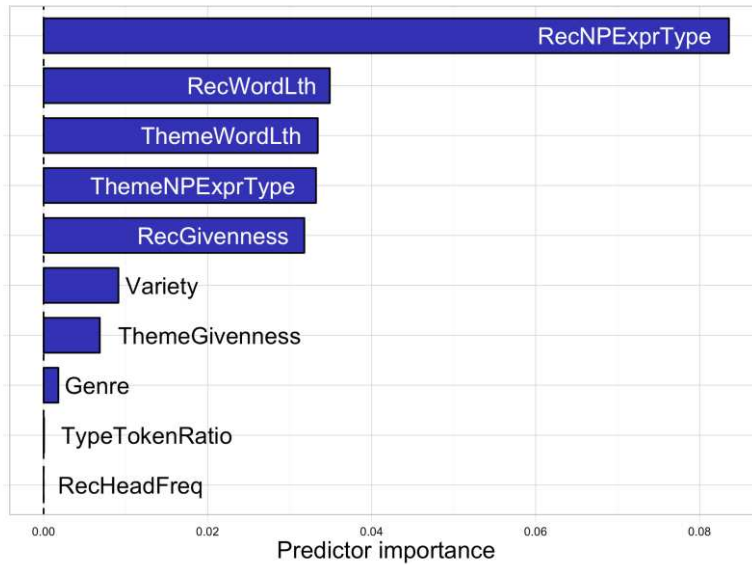 RecNPExprType
RecWordLth
ThemeWordLth
ThemeNPExprType
RecGivenness
Variety
ThemeGivenness
Genre
TypeTokenRatio
RecHeadFreq
0.00 0.02 0.04 0.06 0.08
Predictor importance